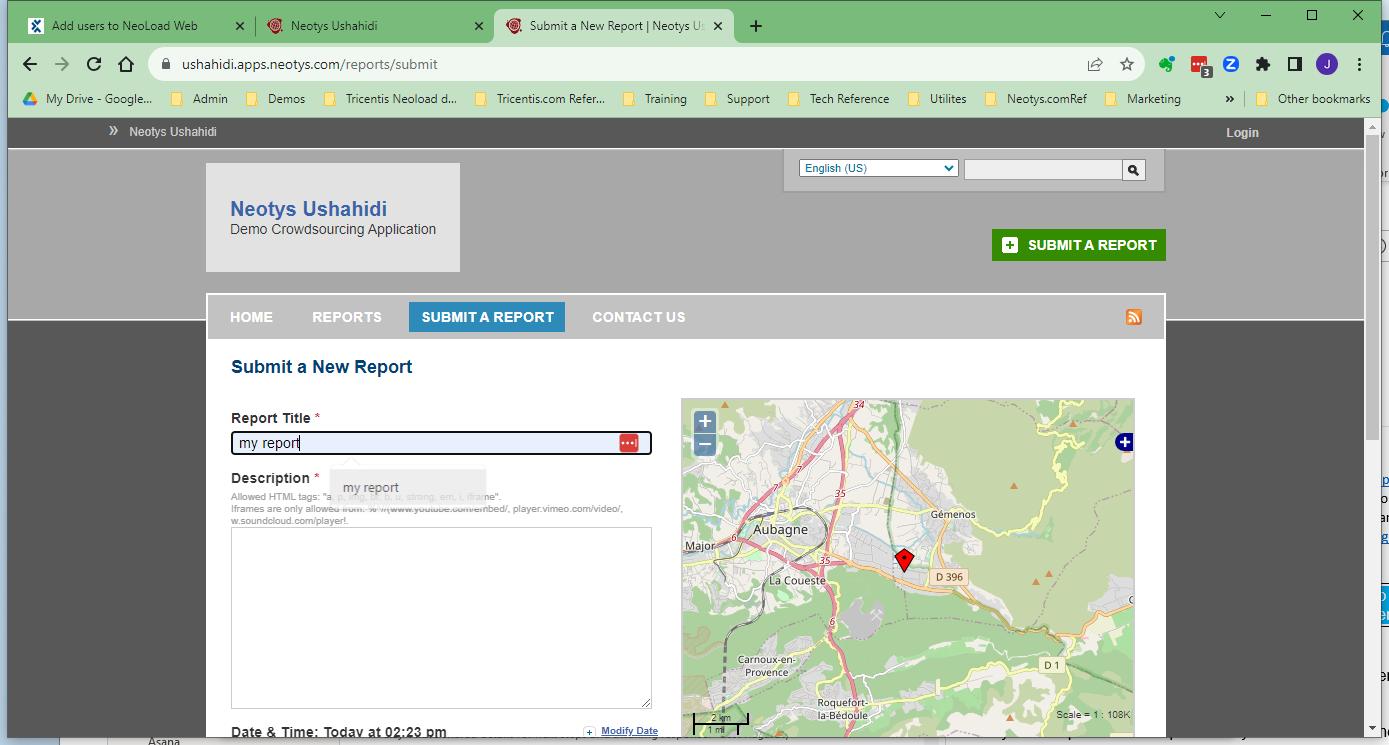 Add users to NeoLoad Web
Neotys Ushahidi
Submit a New Report | Neotys Us
ushahidi.apps.neotys.com/reports/submit
3
J
My Drive - Google...
Admin
Demos
Tricentis Neoload d...
Tricentis.com Refer...
Training
Support
Tech Reference
Utilites
Neotys.comRef
Marketing
»
Other bookmarks
» Neotys Ushahidi
Login
English (US)
Neotys Ushahidi
Demo Crowdsourcing Application
SUBMIT A REPORT
HOME
REPORTS
SUBMIT A REPORT
CONTACT US
Submit a New Report
Report Title *
my report
Description *
my report
Allowed HTML tags: "a, p, img, br, b, u, strong, em, i, iframe".
Iframes are only allowed from: %^//(www.youtube.com/embed/, player.vimeo.com/video/,
w.soundcloud.com/player!.
Date & Time: Today at 02:23 pm
Modify Date
34
7
35
Gémenos
Aubagne
Major
6
7
35
La Coueste
D 396
6
Carnoux-en-
Provence
D 1
Roquefort-
la-Bédoule
2 km
1 mi
Scale = 1 : 108K
Asana